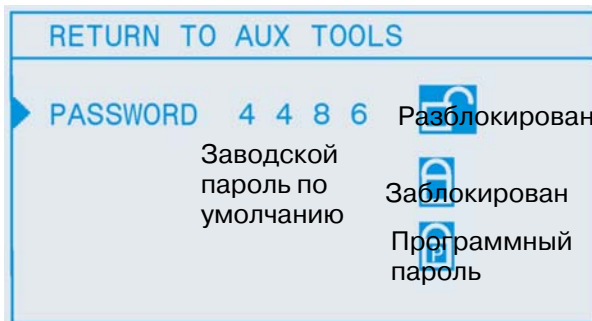 RETURN TO AUX TOOLS
PASSWORD 4 4 8 6 Разблокирован
Заводской
пароль по
умолчанию
Заблокирован
Программный
пароль
P